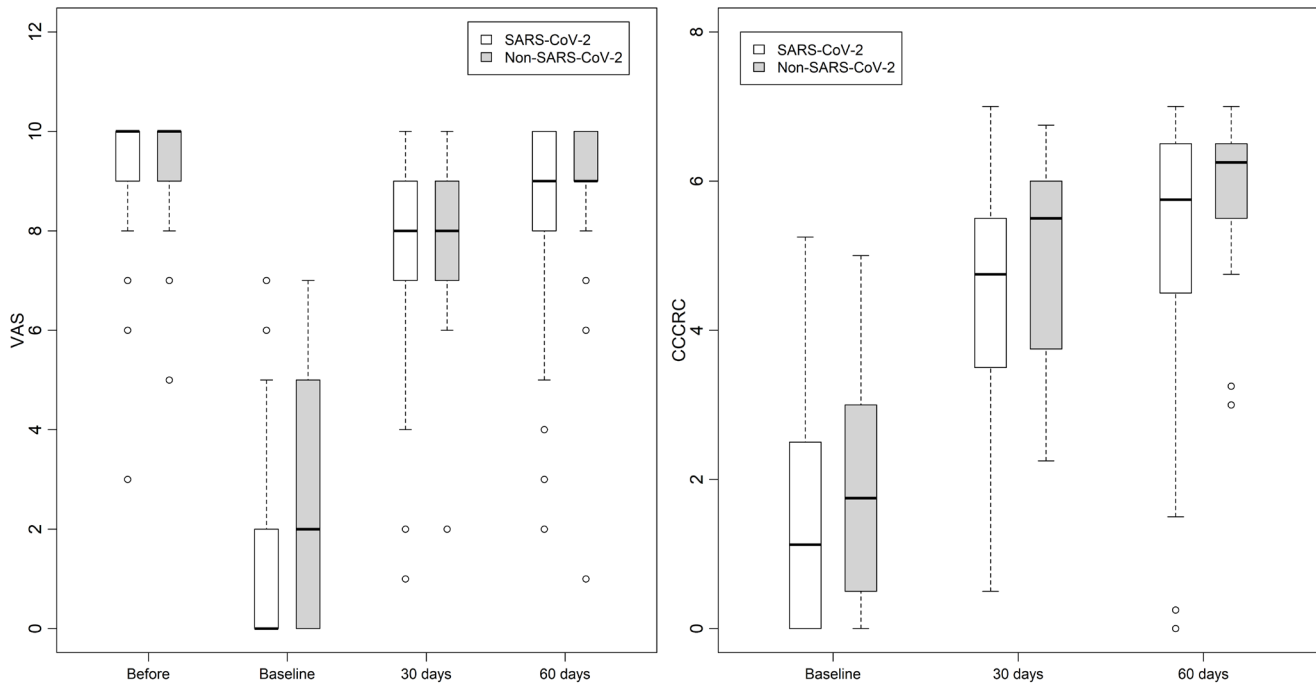 VAS
12
10
8
6
4
2
0
SARS-CoV-2
Non-SARS-CoV-2
Before
Baseline
30 days
60 days
CCCRC
8
6
4
2
0
SARS-CoV-2
Non-SARS-CoV-2
Baseline
30 days
60 days